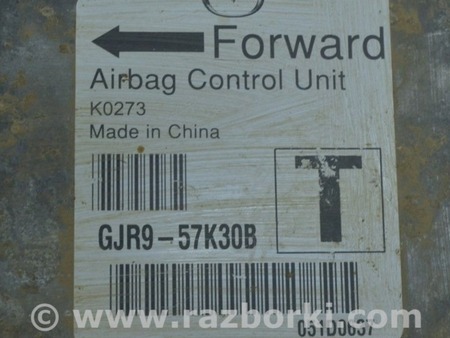 Forward
Airbag Control Unit
K0273
Made in China
T
GJR9-57K30B
© www.razborki.com